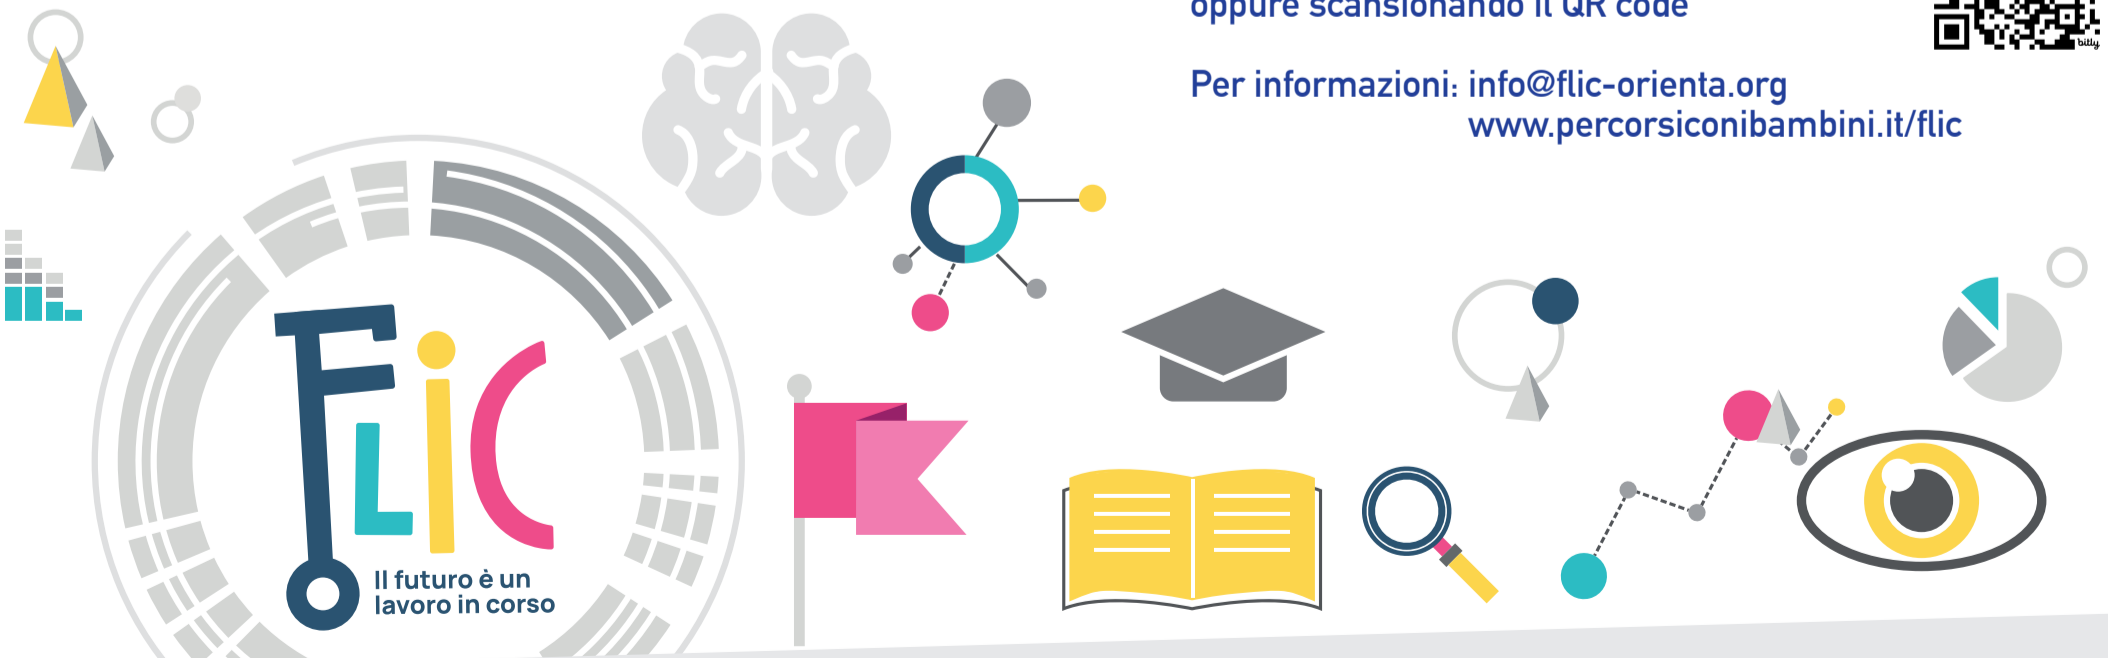 oppure scansionando il QR code
bitly
Per informazioni: info@flic-orienta.org
www.percorsiconibambini.it/flic
FLiC
Il futuro è un
lavoro in corso